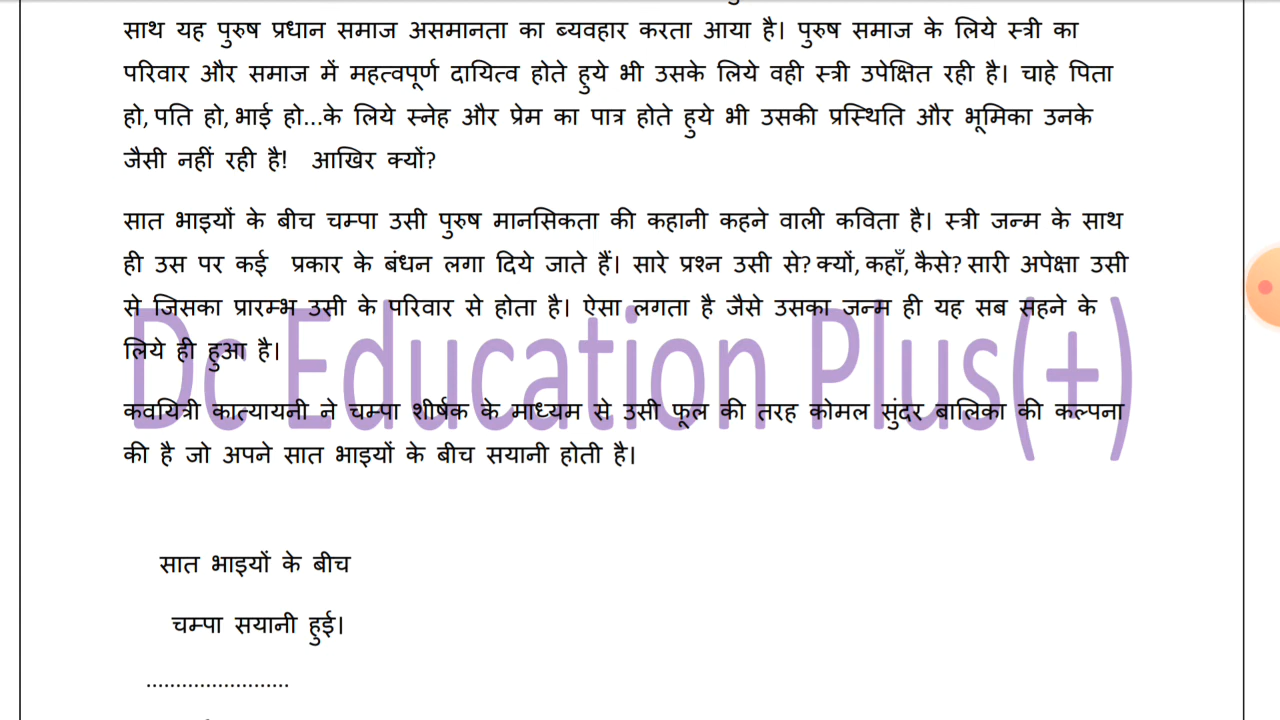 साथ यह पुरुष प्रधान समाज असमानता का ब्यवहार करता आया है। पुरुष समाज के लिये स्त्री का
परिवार और समाज में महत्वपूर्ण दायित्व होते हुये भी उसके लिये वही स्त्री उपेक्षित रही है। चाहे पिता
हो, पति हो, भाई हो...के लिये स्नेह और प्रेम का पात्र होते हुये भी उसकी प्रस्थिति और भूमिका उनके
जैसी नहीं रही है! आखिर क्यों?
सात भाइयों के बीच चम्पा उसी पुरुष मानसिकता की कहानी कहने वाली कविता है। स्त्री जन्म के साथ
ही उस पर कई प्रकार के बंधन लगा दिये जाते हैं। सारे प्रश्न उसी से? क्यों, कहाँ, कैसे? सारी अपेक्षा उसी
से जिसका प्रारम्भ उसी के परिवार से होता है। ऐसा लगता है जैसे उसका जन्म ही यह सब सहने के
लिये ही हुआ है।
Dc Education Plus(+)
कवयित्री कात्यायनी ने चम्पा शीर्षक के माध्यम से उसी फूल की तरह कोमल सुंदर बालिका की कल्पना
की है जो अपने सात भाइयों के बीच सयानी होती है।
सात भाइयों के बीच
चम्पा सयानी हुई।
........................